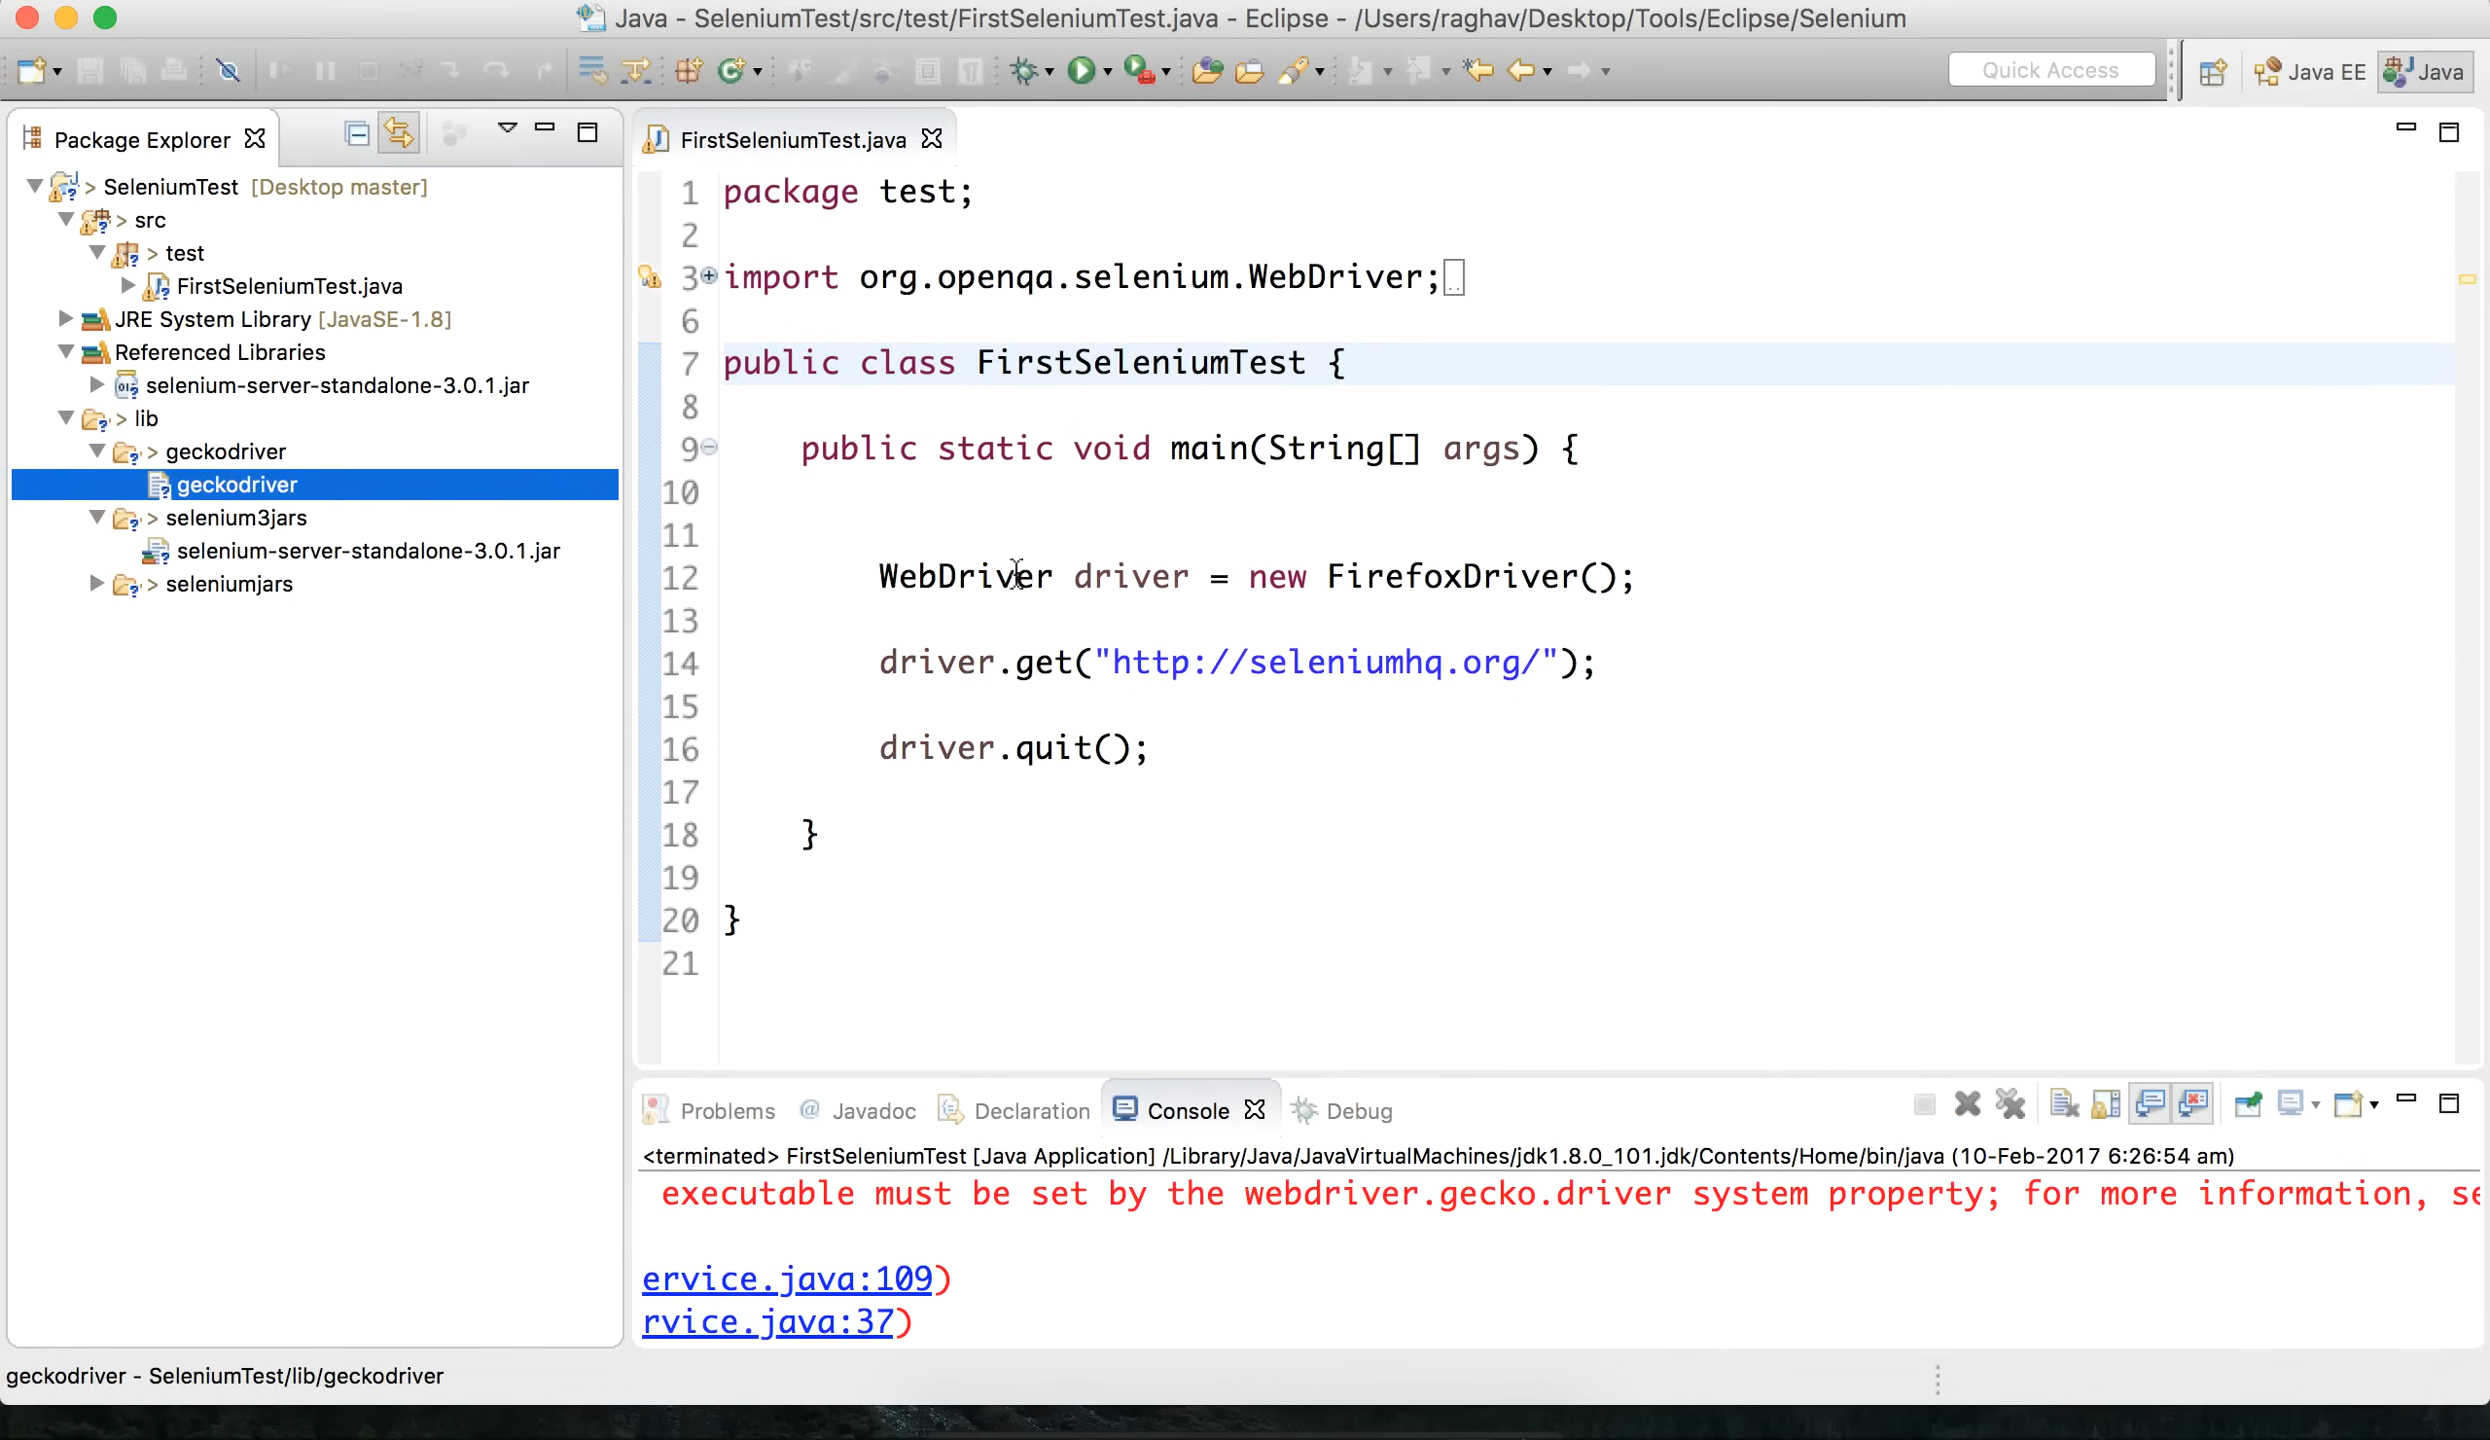 Java - SeleniumTest/src/test/FirstSeleniumTest.java - Eclipse - /Users/raghav/Desktop/Tools/Eclipse/Selenium
Quick Access
Java EE
Java
Package Explorer
> SeleniumTest [Desktop master]
> src
> test
FirstSeleniumTest.java
JRE System Library [JavaSE-1.8]
Referenced Libraries
selenium-server-standalone-3.0.1.jar
> lib
> geckodriver
geckodriver
> selenium3jars
selenium-server-standalone-3.0.1.jar
> seleniumjars
FirstSeleniumTest.java
1 package test;
2
3 import org.openqa.selenium.WebDriver;
6
7 public class FirstSeleniumTest {
8
9 public static void main(String[] args) {
10
11
12 WebDriver driver = new FirefoxDriver();
13
14 driver.get("http://seleniumhq.org/");
15
16 driver.quit();
17
18 }
19
20 }
21
Problems @ Javadoc Declaration Console Debug
<terminated> FirstSeleniumTest [Java Application] /Library/Java/JavaVirtualMachines/jdk1.8.0_101.jdk/Contents/Home/bin/java (10-Feb-2017 6:26:54 am)
executable must be set by the webdriver.gecko.driver system property; for more information, se
ervice.java:109)
rvice.java:37)
geckodriver - SeleniumTest/lib/geckodriver